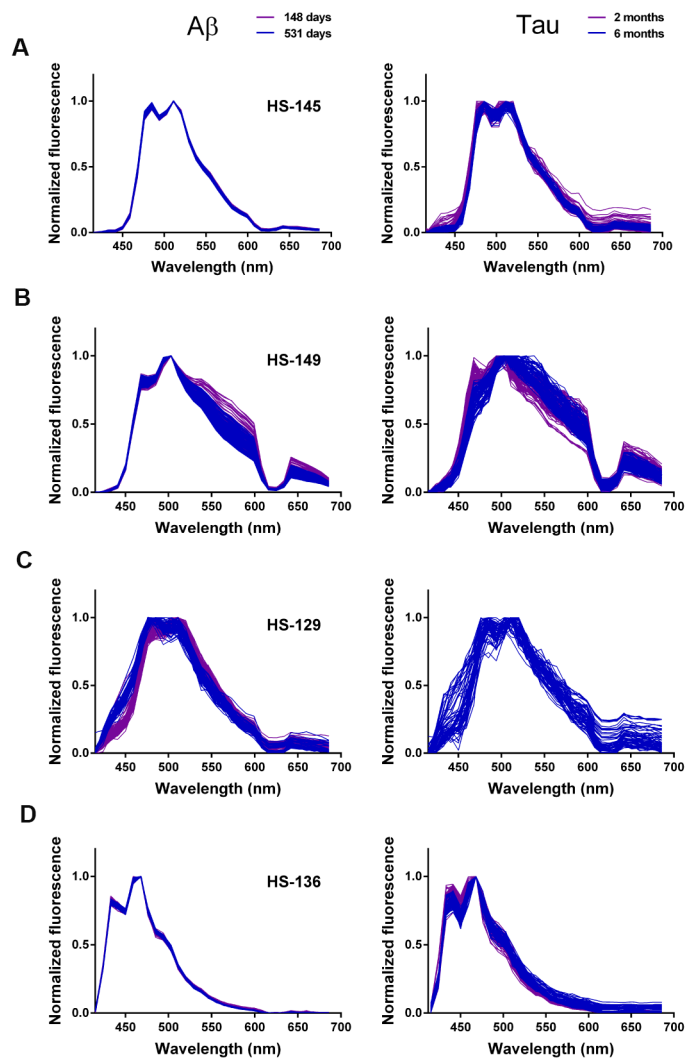 Aβ
148 days
531 days
Tau
2 months
6 months
A
Normalized fluorescence
1.0
0.5
0.0
HS-145
450 500 550 600 650 700
Wavelength (nm)
Normalized fluorescence
1.0
0.5
0.0
450 500 550 600 650 700
Wavelength (nm)
B
Normalized fluorescence
1.0
0.5
0.0
HS-149
450 500 550 600 650 700
Wavelength (nm)
Normalized fluorescence
1.0
0.5
0.0
450 500 550 600 650 700
Wavelength (nm)
C
Normalized fluorescence
1.0
0.5
0.0
HS-129
450 500 550 600 650 700
Wavelength (nm)
Normalized fluorescence
1.0
0.5
0.0
450 500 550 600 650 700
Wavelength (nm)
D
Normalized fluorescence
1.0
0.5
0.0
HS-136
450 500 550 600 650 700
Wavelength (nm)
Normalized fluorescence
1.0
0.5
0.0
450 500 550 600 650 700
Wavelength (nm)